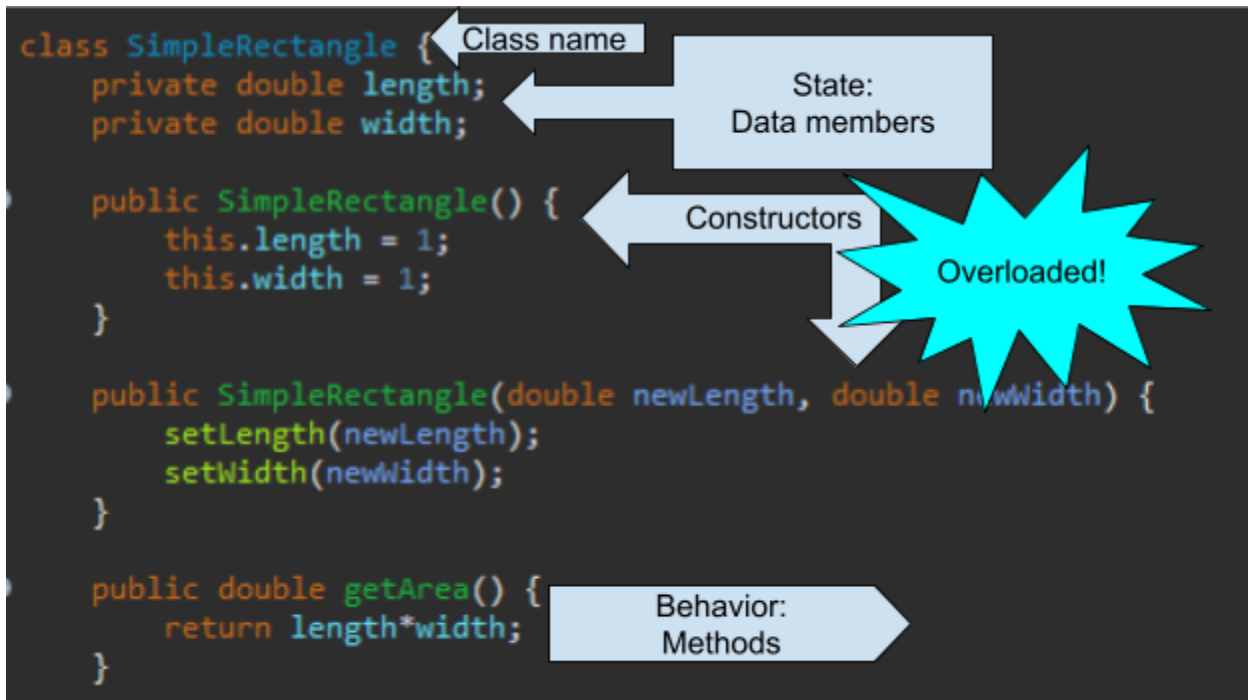 class SimpleRectangle { Class name
private double length;
private double width;
State:
Data members
public SimpleRectangle() {
this.length = 1;
this.width = 1;
}
Constructors
Overloaded!
public SimpleRectangle(double newLength, double newWidth) {
setLength(newLength);
setWidth(newWidth);
}
public double getArea() {
return length*width;
}
Behavior:
Methods